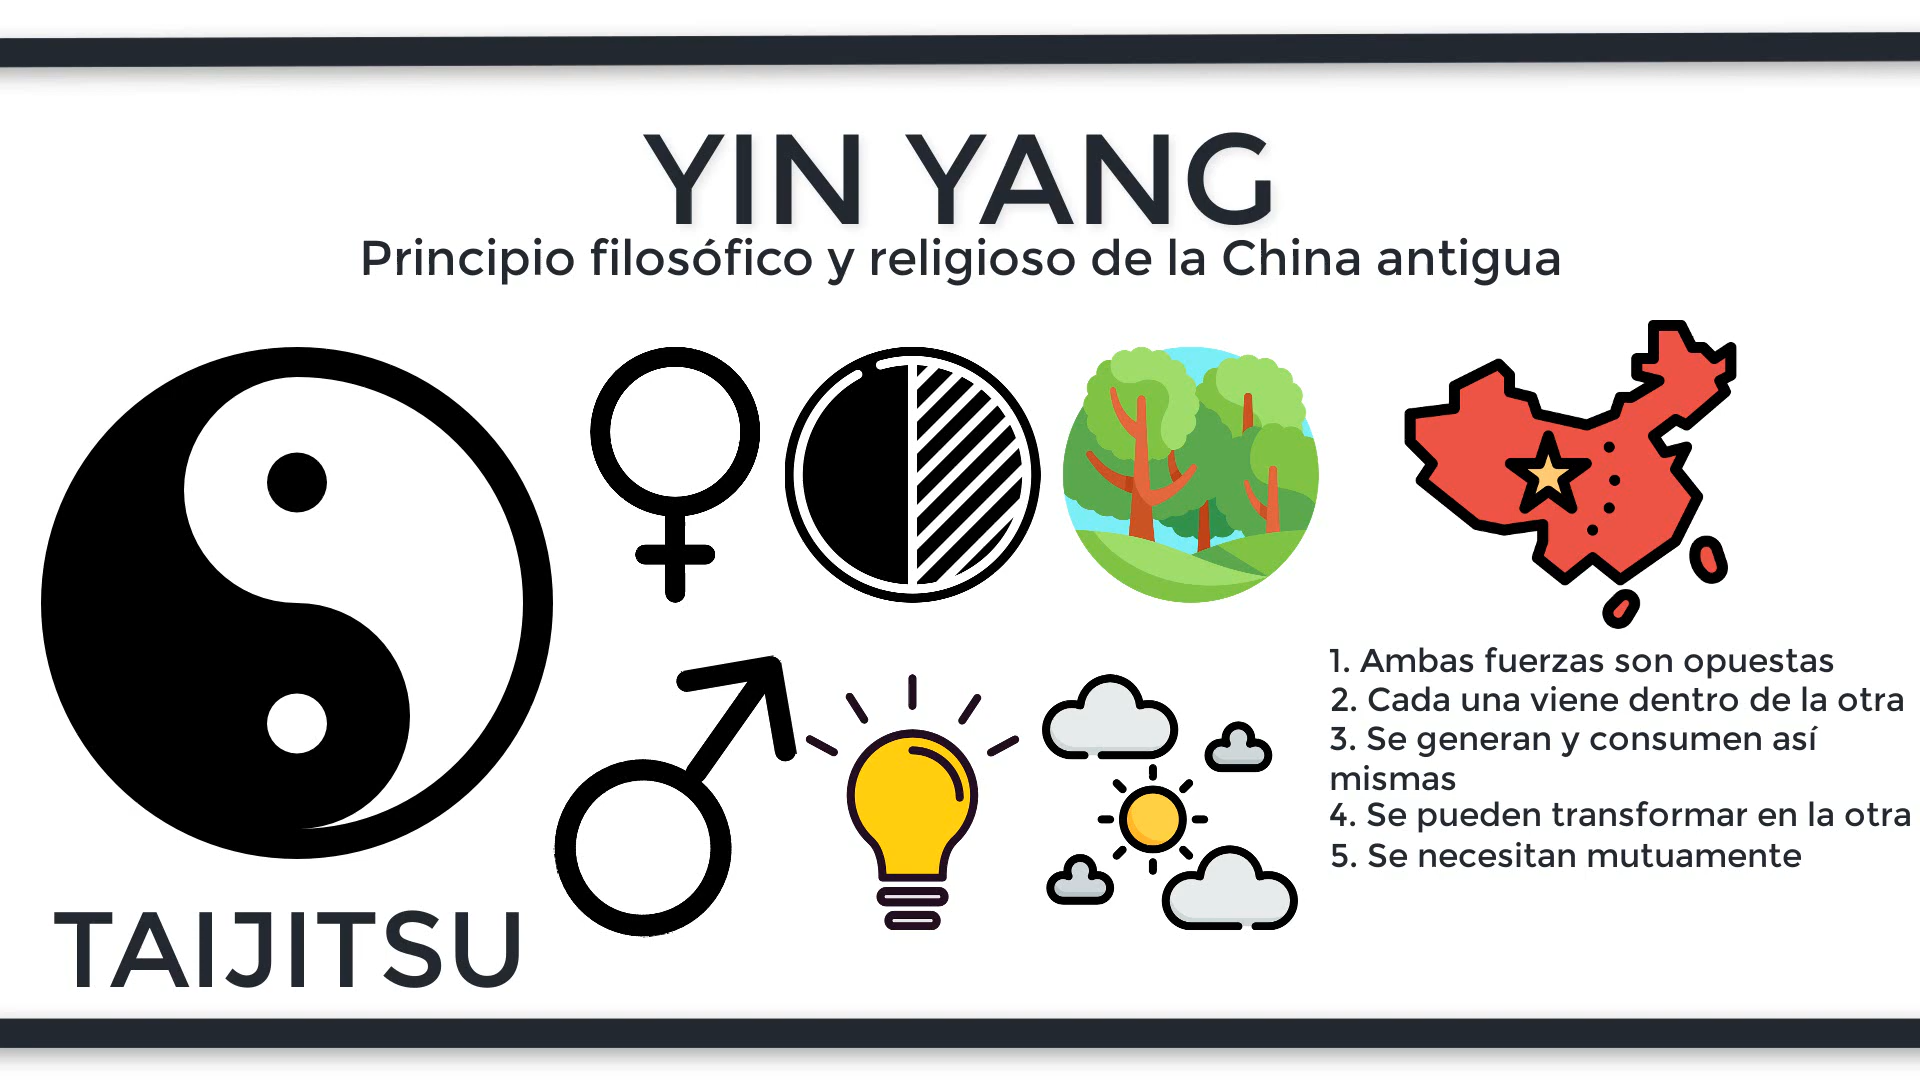 YIN YANG
Principio filosófico y religioso de la China antigua
1. Ambas fuerzas son opuestas
2. Cada una viene dentro de la otra
3. Se generan y consumen así
mismas
4. Se pueden transformar en la otra
5. Se necesitan mutuamente
TAIJITSU